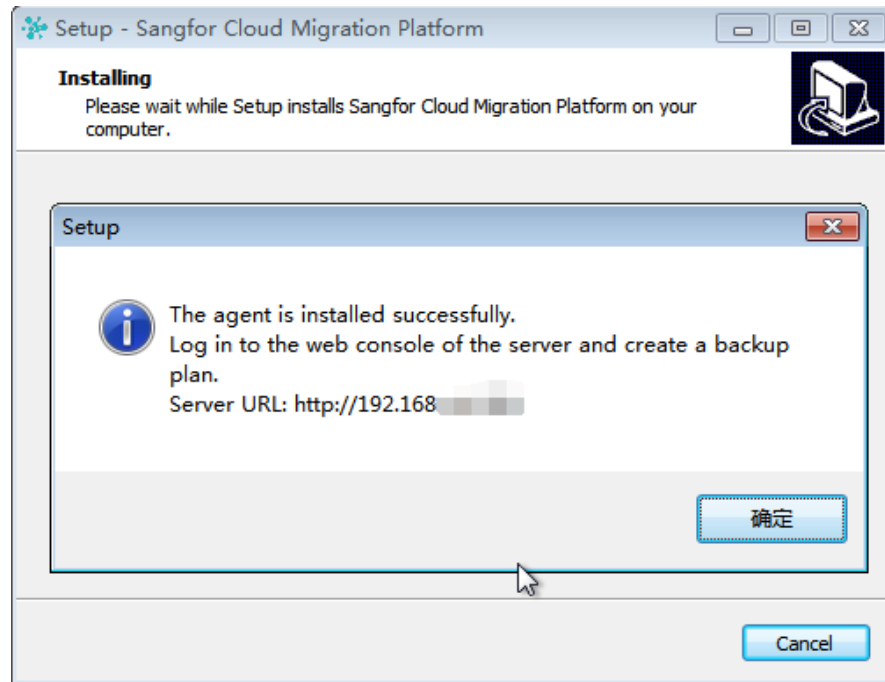 Setup - Sangfor Cloud Migration Platform
Installing
Please wait while Setup installs Sangfor Cloud Migration Platform on your
computer.
Setup
The agent is installed successfully.
Log in to the web console of the server and create a backup
plan.
Server URL: http://192.168
确定
Cancel